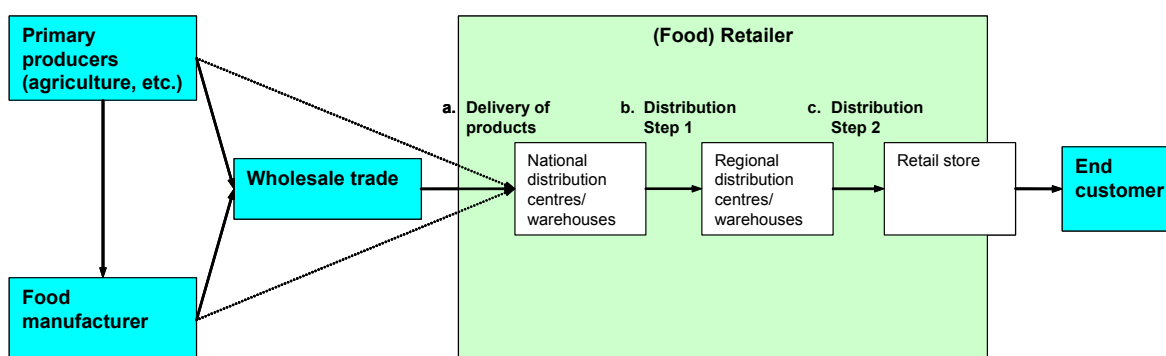 Primary
producers
(agriculture, etc.)
(Food) Retailer
a. Delivery of
products
b. Distribution
Step 1
c. Distribution
Step 2
Wholesale trade
National
distribution
centres/
warehouses
Regional
distribution
centres/
warehouses
Retail store
End
customer
Food
manufacturer